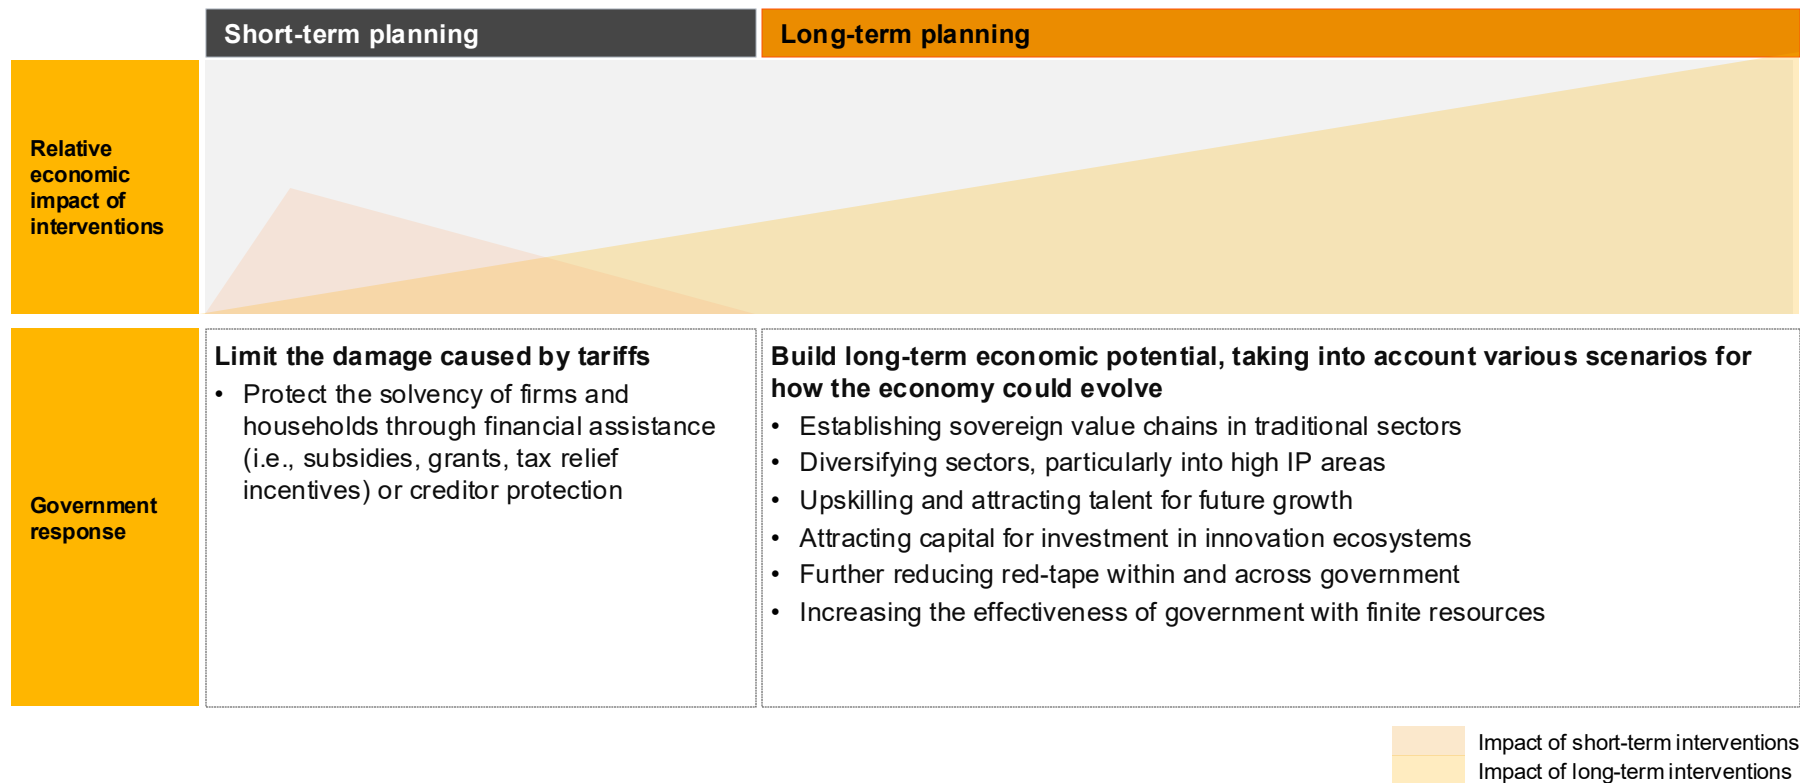 Short-term planning
Long-term planning
Relative
economic
impact of
interventions
Government
response
Limit the damage caused by tariffs
• Protect the solvency of firms and
households through financial assistance
(i.e., subsidies, grants, tax relief
incentives) or creditor protection
Build long-term economic potential, taking into account various scenarios for
how the economy could evolve
• Establishing sovereign value chains in traditional sectors
• Diversifying sectors, particularly into high IP areas
• Upskilling and attracting talent for future growth
• Attracting capital for investment in innovation ecosystems
• Further reducing red-tape within and across government
• Increasing the effectiveness of government with finite resources
Impact of short-term interventions
Impact of long-term interventions